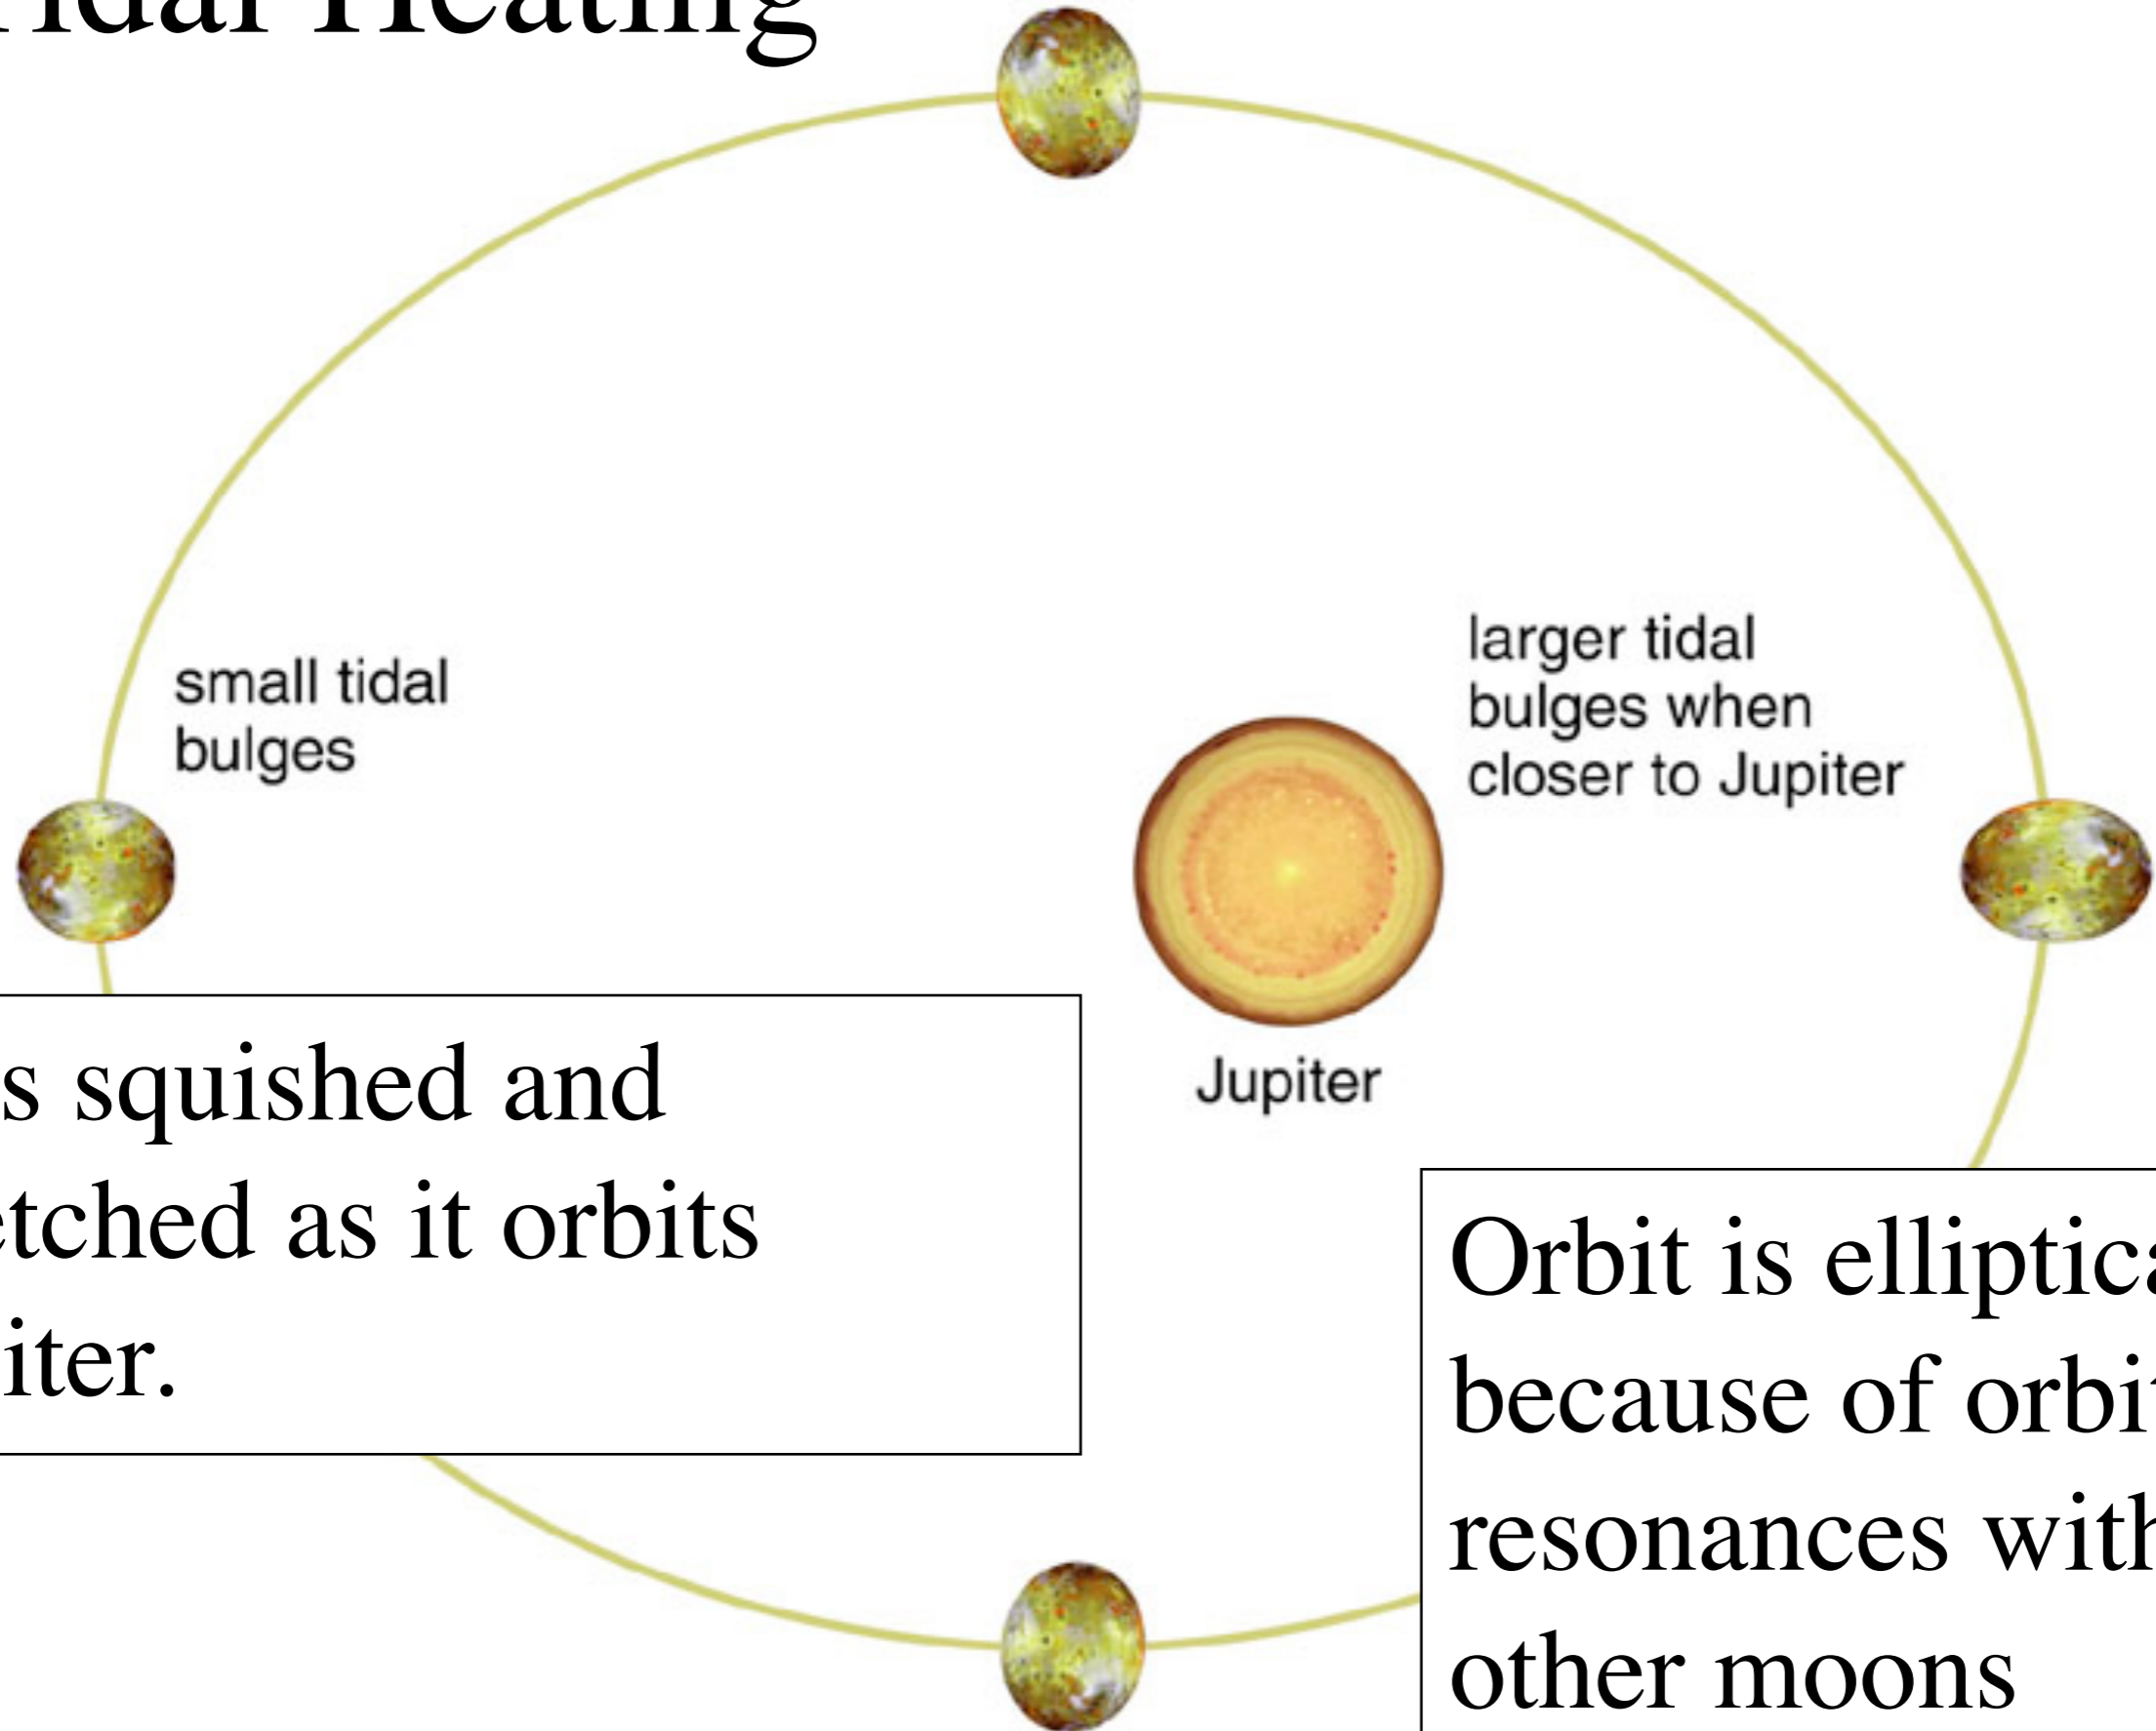 Tidal Heating
small tidal
bulges
larger tidal
bulges when
closer to Jupiter
Jupiter
s squished and
etched as it orbits
iter.
Orbit is elliptica
because of orbit
resonances with
other moons